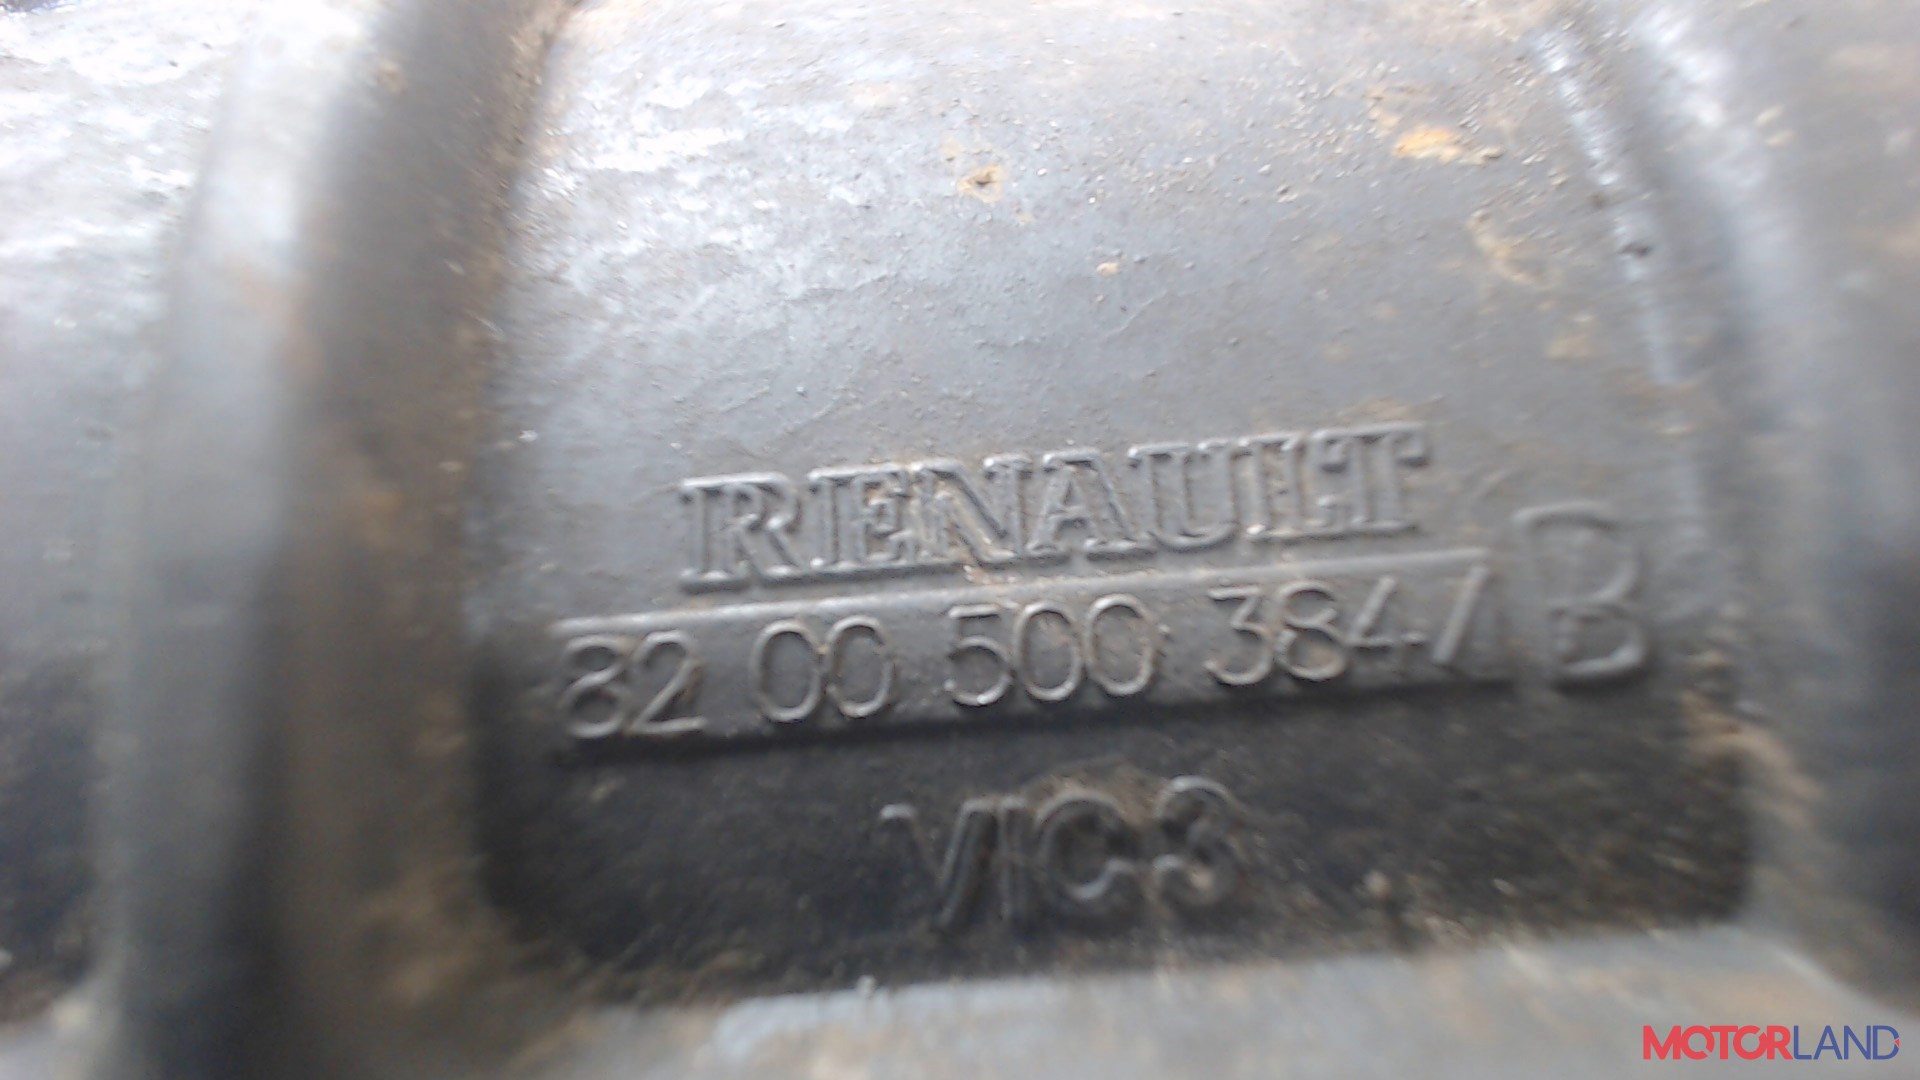 RENAULT
82 00 500 384-/ B
VIC3
MOTORLAND